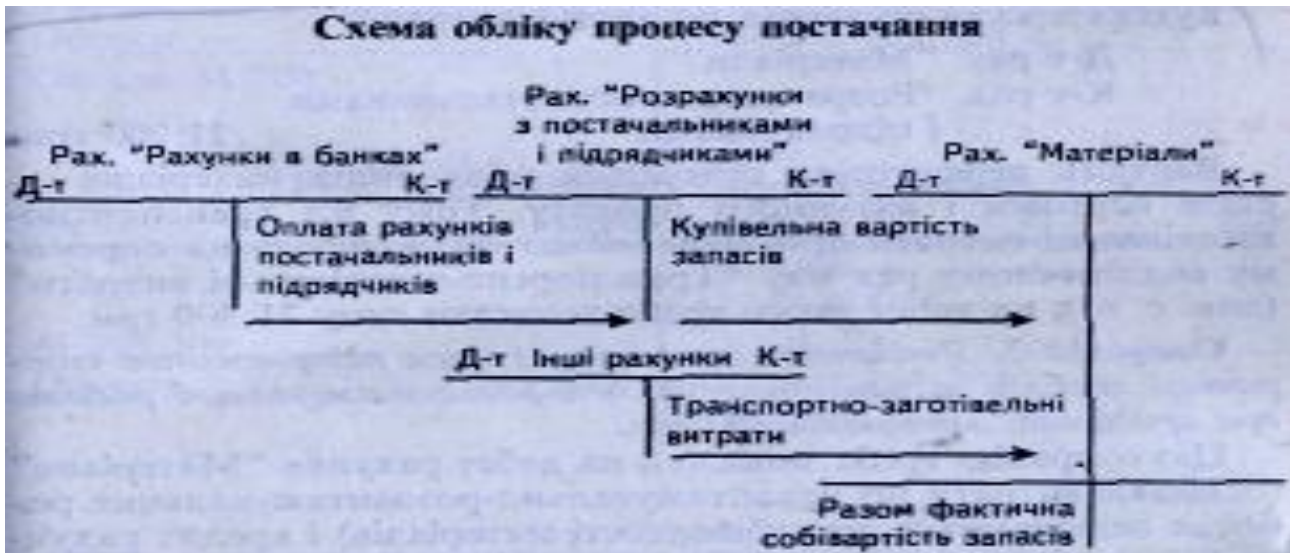 Схема обліку процесу постачання
Рах. "Розрахунки
з постачальниками
і підрядчиками"
Рах. "Рахунки в банках"
Рах. "Матеріали"
Д-т К-т Д-т К-т Д-т К-т
Оплата рахунків
постачальників і
підрядчиків
Купівельна вартість
запасів
Д-т Інші рахунки К-т
Транспортно-заготівельні
витрати
Разом фактична
собівартість запасів